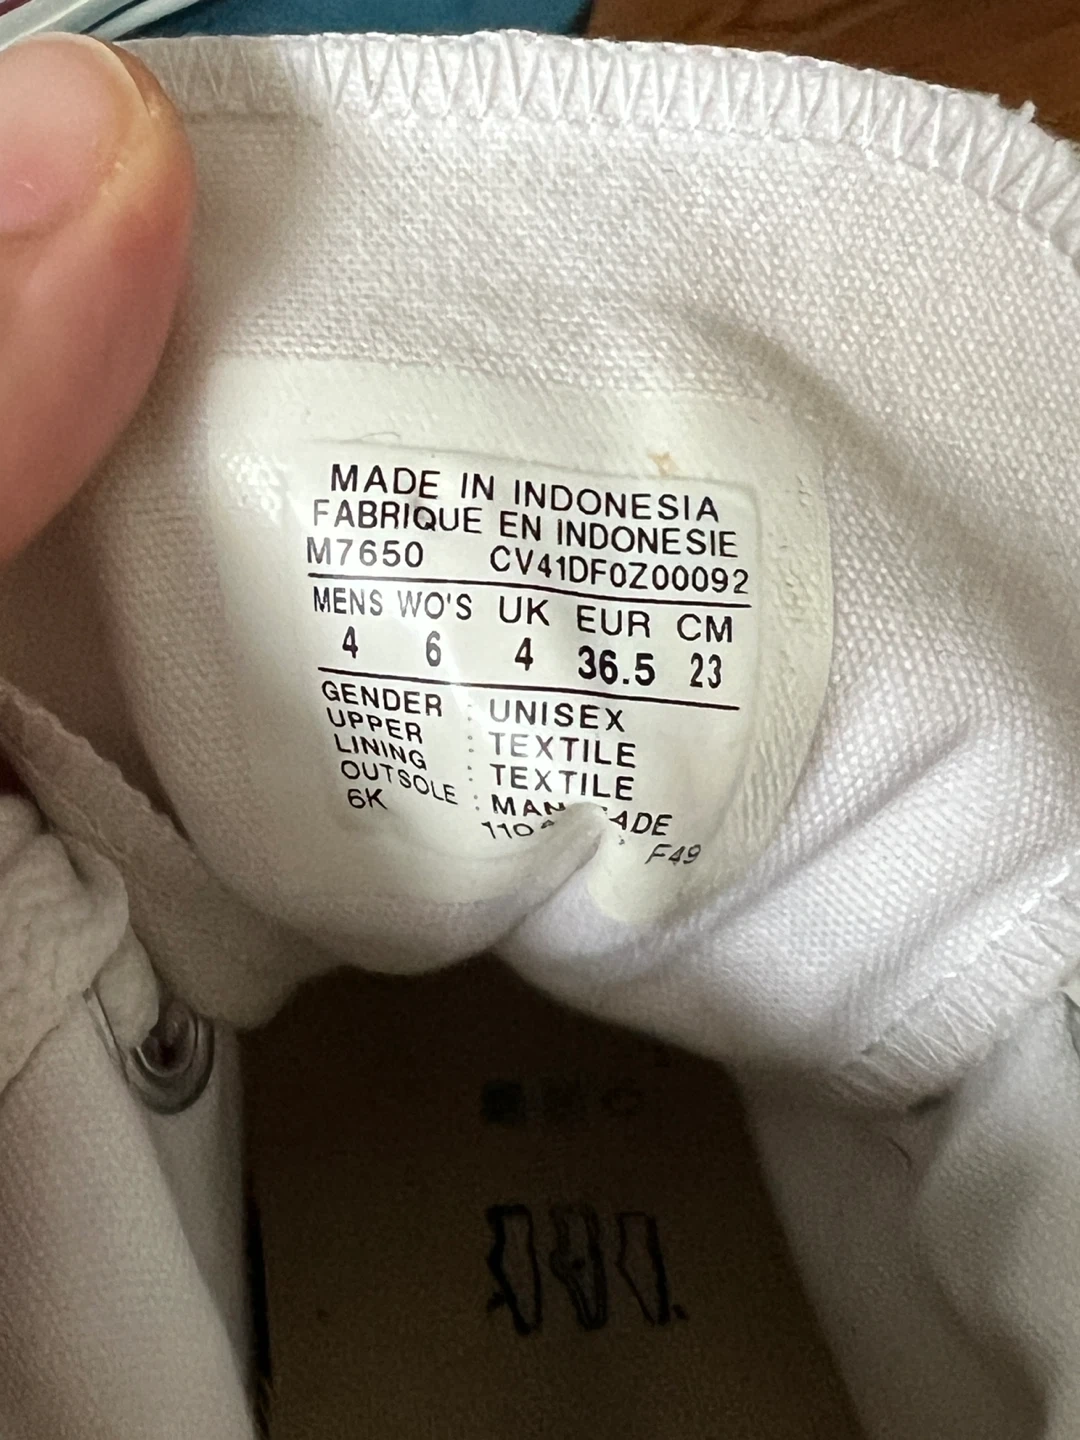 MADE IN INDONESIA
FABRIQUE EN INDONESIE
M7650 CV41DF0Z00092
MENS WO'S UK EUR CM
4 6 4 36.5 23
GENDER : UNISEX
UPPER : TEXTILE
LINING : TEXTILE
OUTSOLE :
6K F49